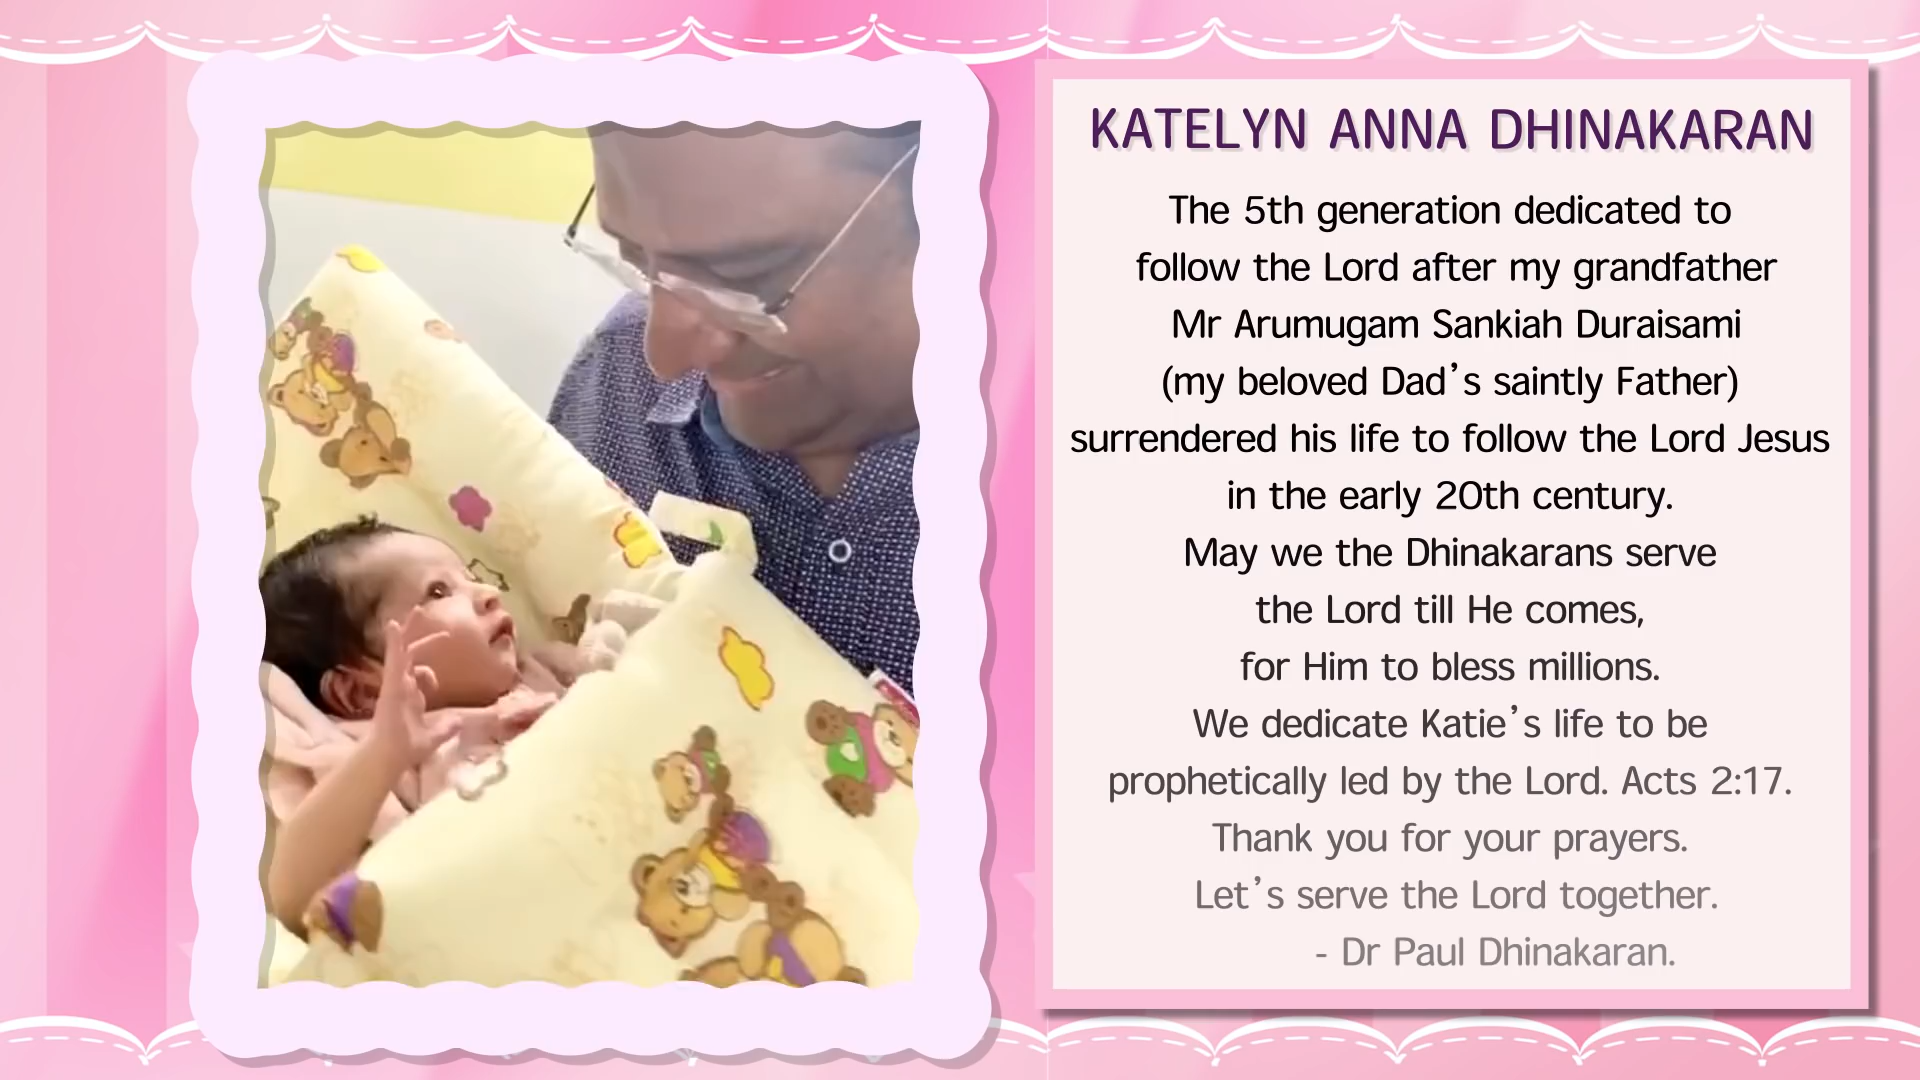 KATELYN ANNA DHINAKARAN
The 5th generation dedicated to
follow the Lord after my grandfather
Mr Arumugam Sankiah Duraisami
(my beloved Dad’s saintly Father)
surrendered his life to follow the Lord Jesus
in the early 20th century.
May we the Dhinakarans serve
the Lord till He comes,
for Him to bless millions.
We dedicate Katie’s life to be
prophetically led by the Lord. Acts 2:17.
Thank you for your prayers.
Let’s serve the Lord together.
- Dr Paul Dhinakaran.